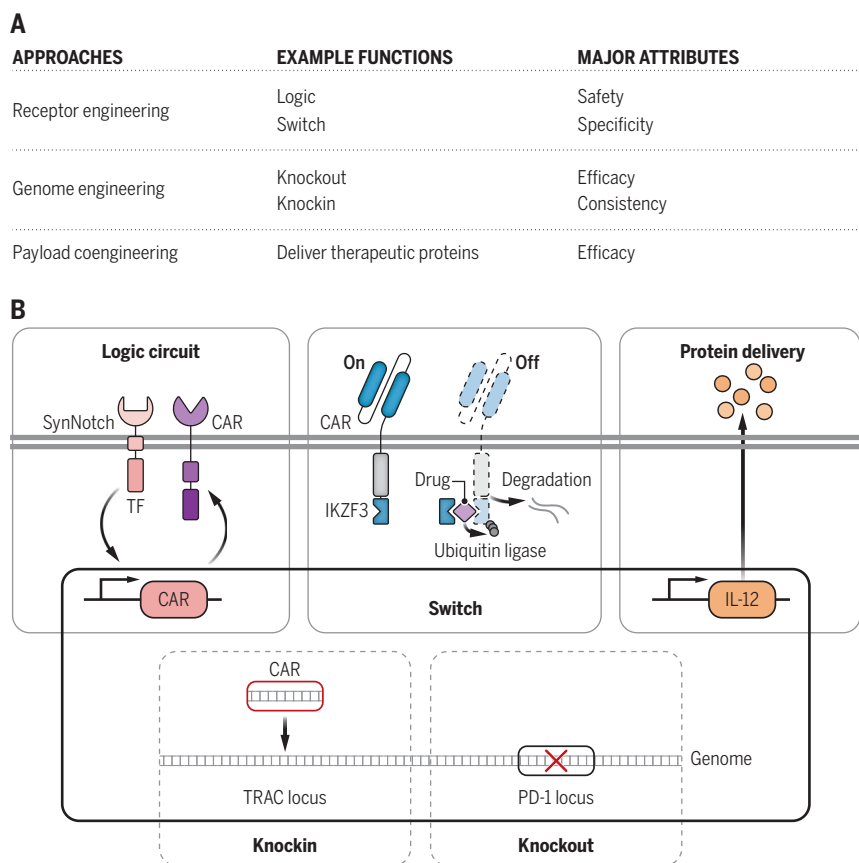 A
APPROACHES EXAMPLE FUNCTIONS MAJOR ATTRIBUTES
Receptor engineering
Logic Safety
Switch Specificity
Genome engineering
Knockout Efficacy
Knockin Consistency
Payload coengineering Deliver therapeutic proteins Efficacy
B
Logic circuit
SynNotch
CAR
TF
CAR
On
Off
CAR
Drug
Degradation
IKZF3
Ubiquitin ligase
Switch
Protein delivery
IL-12
CAR
TRAC locus
Knockin
PD-1 locus
Genome
Knockout